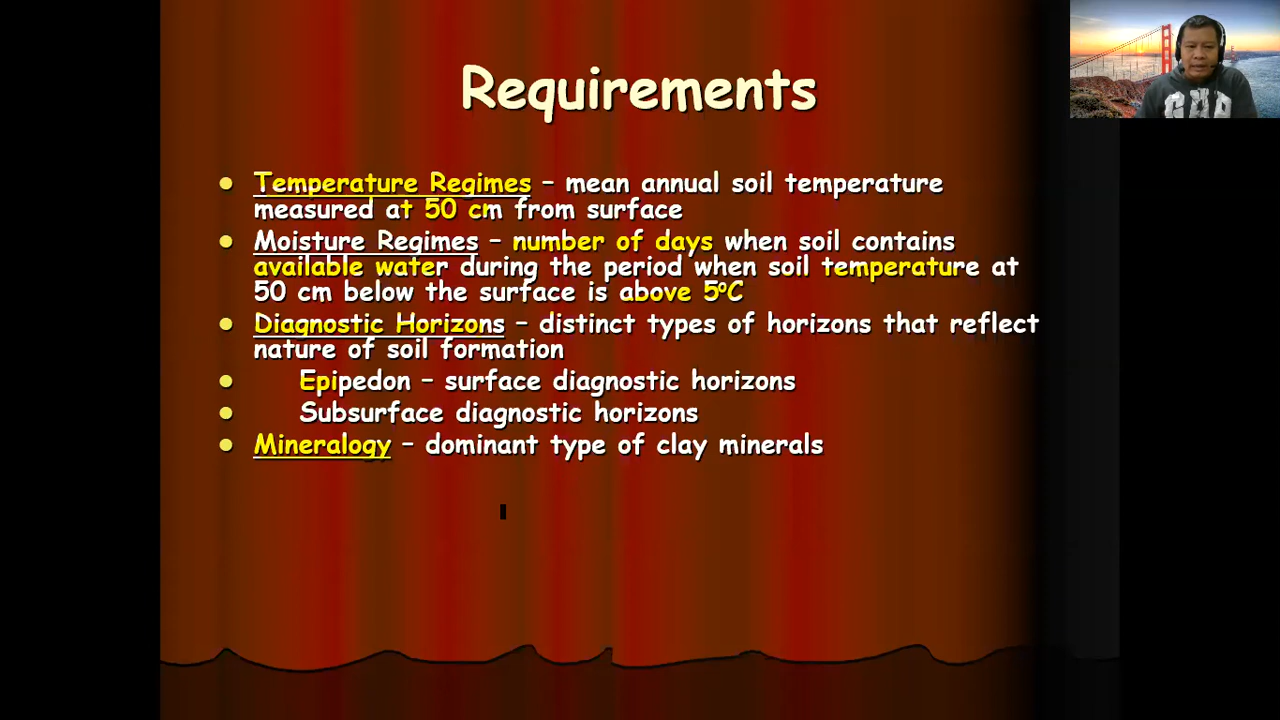 Requirements
Temperature Regimes – mean annual soil temperature
measured at 50 cm from surface
Moisture Regimes – number of days when soil contains
available water during the period when soil temperature at
50 cm below the surface is above 5ºC
Diagnostic Horizons – distinct types of horizons that reflect
nature of soil formation
Epipedon – surface diagnostic horizons
Subsurface diagnostic horizons
Mineralogy – dominant type of clay minerals
GAP